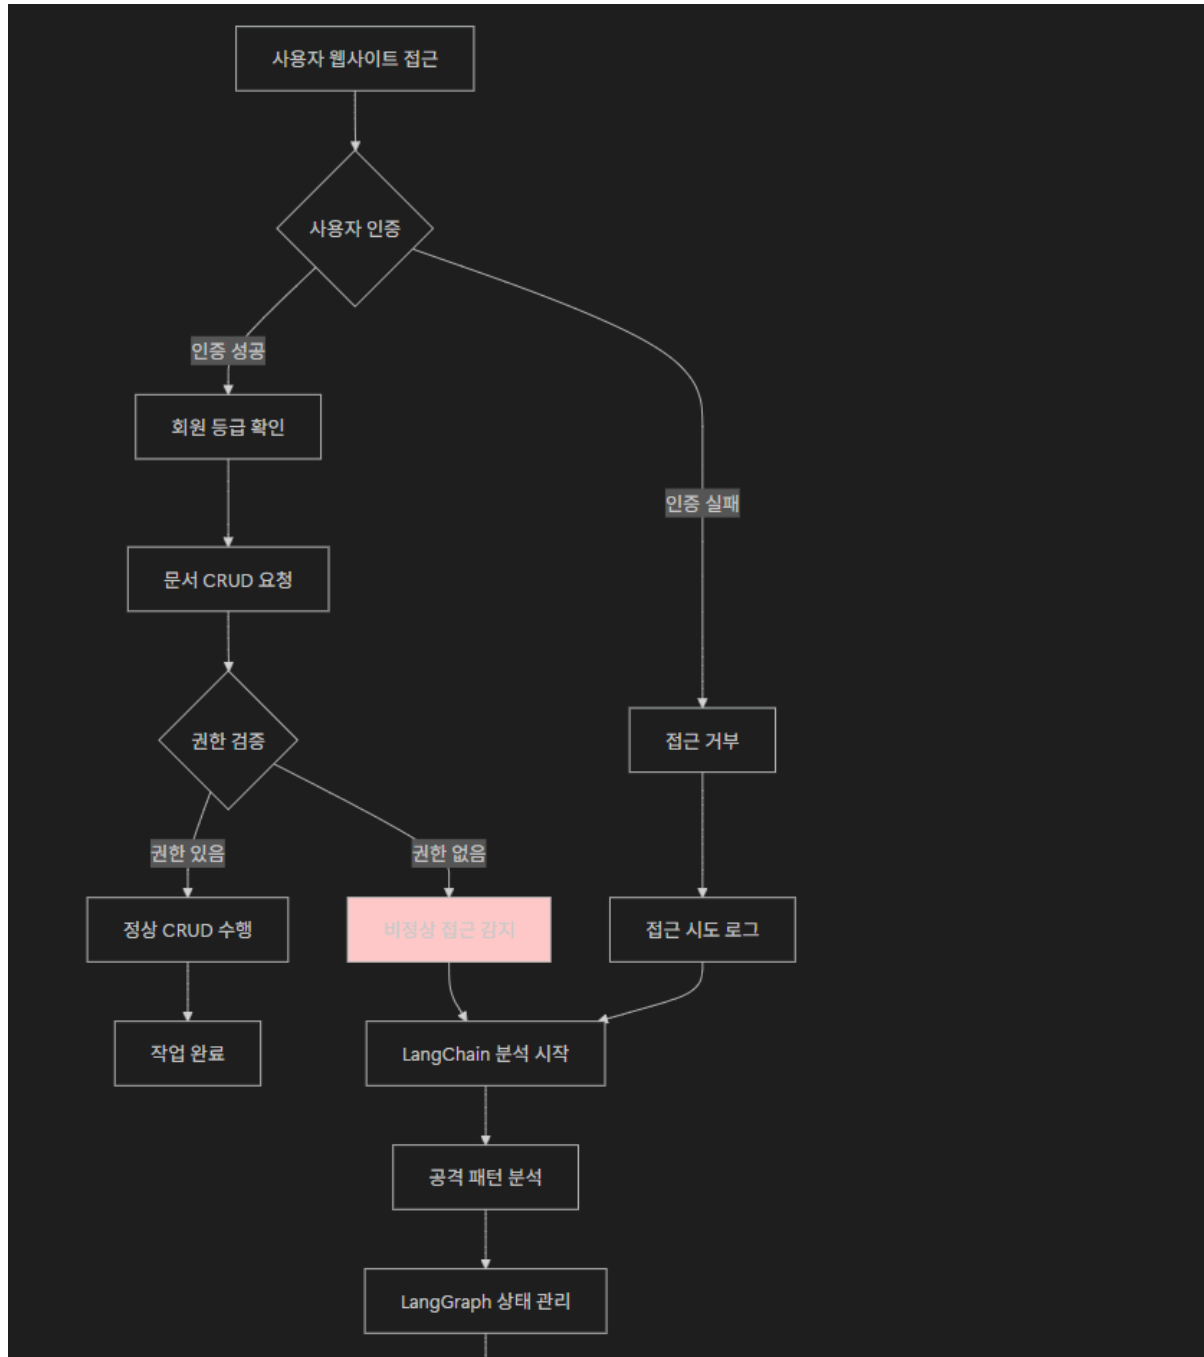 사용자 웹사이트 접근
사용자 인증
인증 성공
회원 등급 확인
인증 실패
문서 CRUD 요청
권한 검증
접근 거부
권한 있음
권한 없음
정상 CRUD 수행
비정상 접근 감지
접근 시도 로그
작업 완료
LangChain 분석 시작
공격 패턴 분석
LangGraph 상태 관리